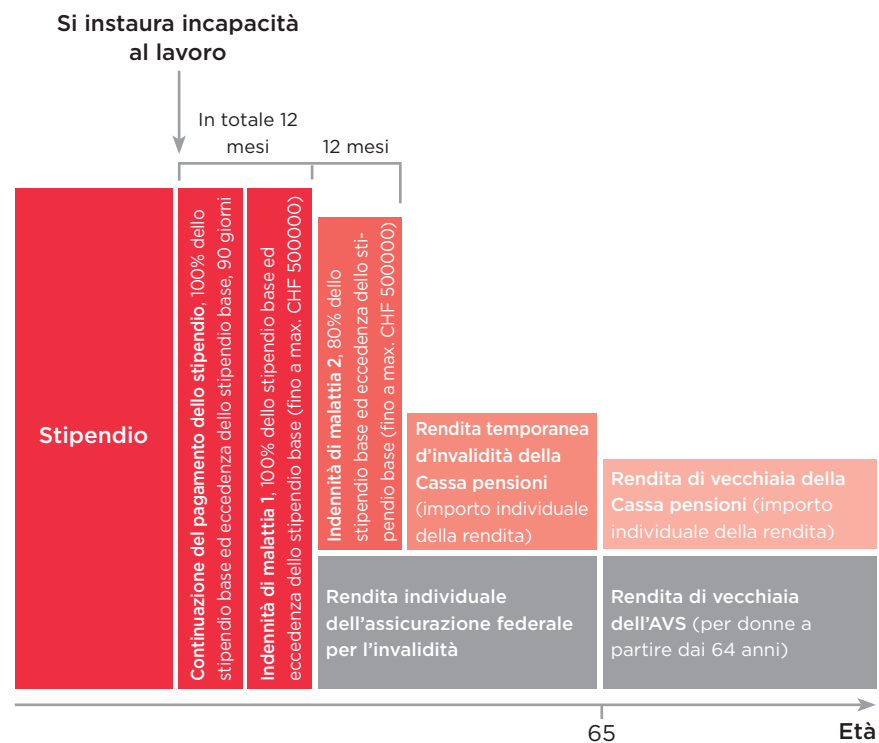 Si instaura incapacità
al lavoro
In totale 12
mesi
12 mesi
Stipendio
Continuazione del pagamento dello stipendio, 100% dello
stipendio base ed eccedenza dello stipendio base, 90 giorni
Indennità di malattia 1, 100% dello stipendio base ed
eccedenza dello stipendio base (fino a max. CHF 500000)
Indennità di malattia 2, 80% dello
stipendio base ed eccedenza dello sti-
pendio base (fino a max. CHF 500000)
Rendita temporanea
d’invalidità della
Cassa pensioni
(importo individuale
della rendita)
Rendita di vecchiaia della
Cassa pensioni (importo
individuale della rendita)
Rendita individuale
dell’assicurazione federale
per l’invalidità
Rendita di vecchiaia
dell’AVS (per donne a
partire dai 64 anni)
65
Età